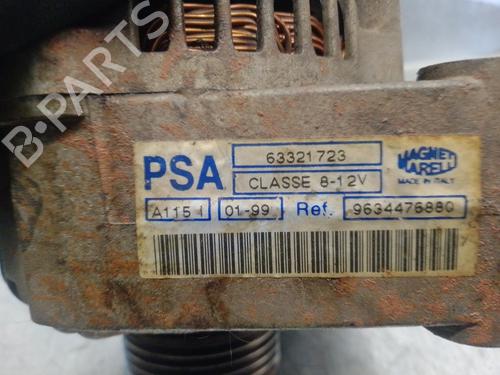 B-PARTS
PSA
63321723
CLASSE 8-12V
MAGNETI
MARELLI
MADE IN ITALY
A115 I
01-99
Ref.
9634476880